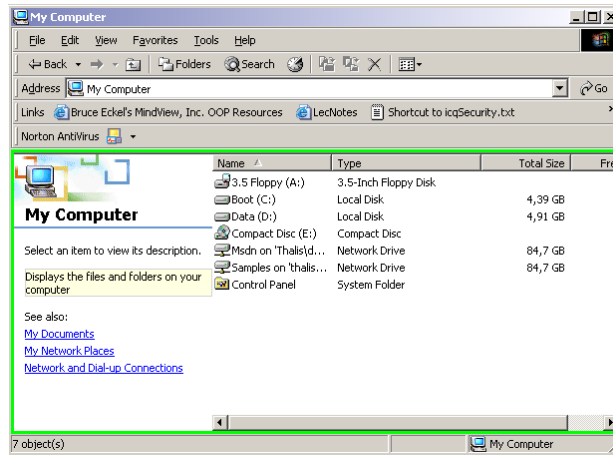 My Computer
File Edit View Favorites Tools Help
Back Folders Search
Address My Computer Go
Links Bruce Eckel's MindView, Inc. OOP Resources LecNotes Shortcut to icqSecurity.txt
Norton AntiVirus
My Computer
Select an item to view its description.
Displays the files and folders on your
computer
See also:
My Documents
My Network Places
Network and Dial-up Connections
Name Type Total Size Fre
3.5 Floppy (A:) 3.5-Inch Floppy Disk
Boot (C:) Local Disk 4,39 GB
Data (D:) Local Disk 4,91 GB
Compact Disc (E:) Compact Disc
Msdn on 'Thalis\d... Network Drive 84,7 GB
Samples on 'thalis... Network Drive 84,7 GB
Control Panel System Folder
7 object(s) My Computer